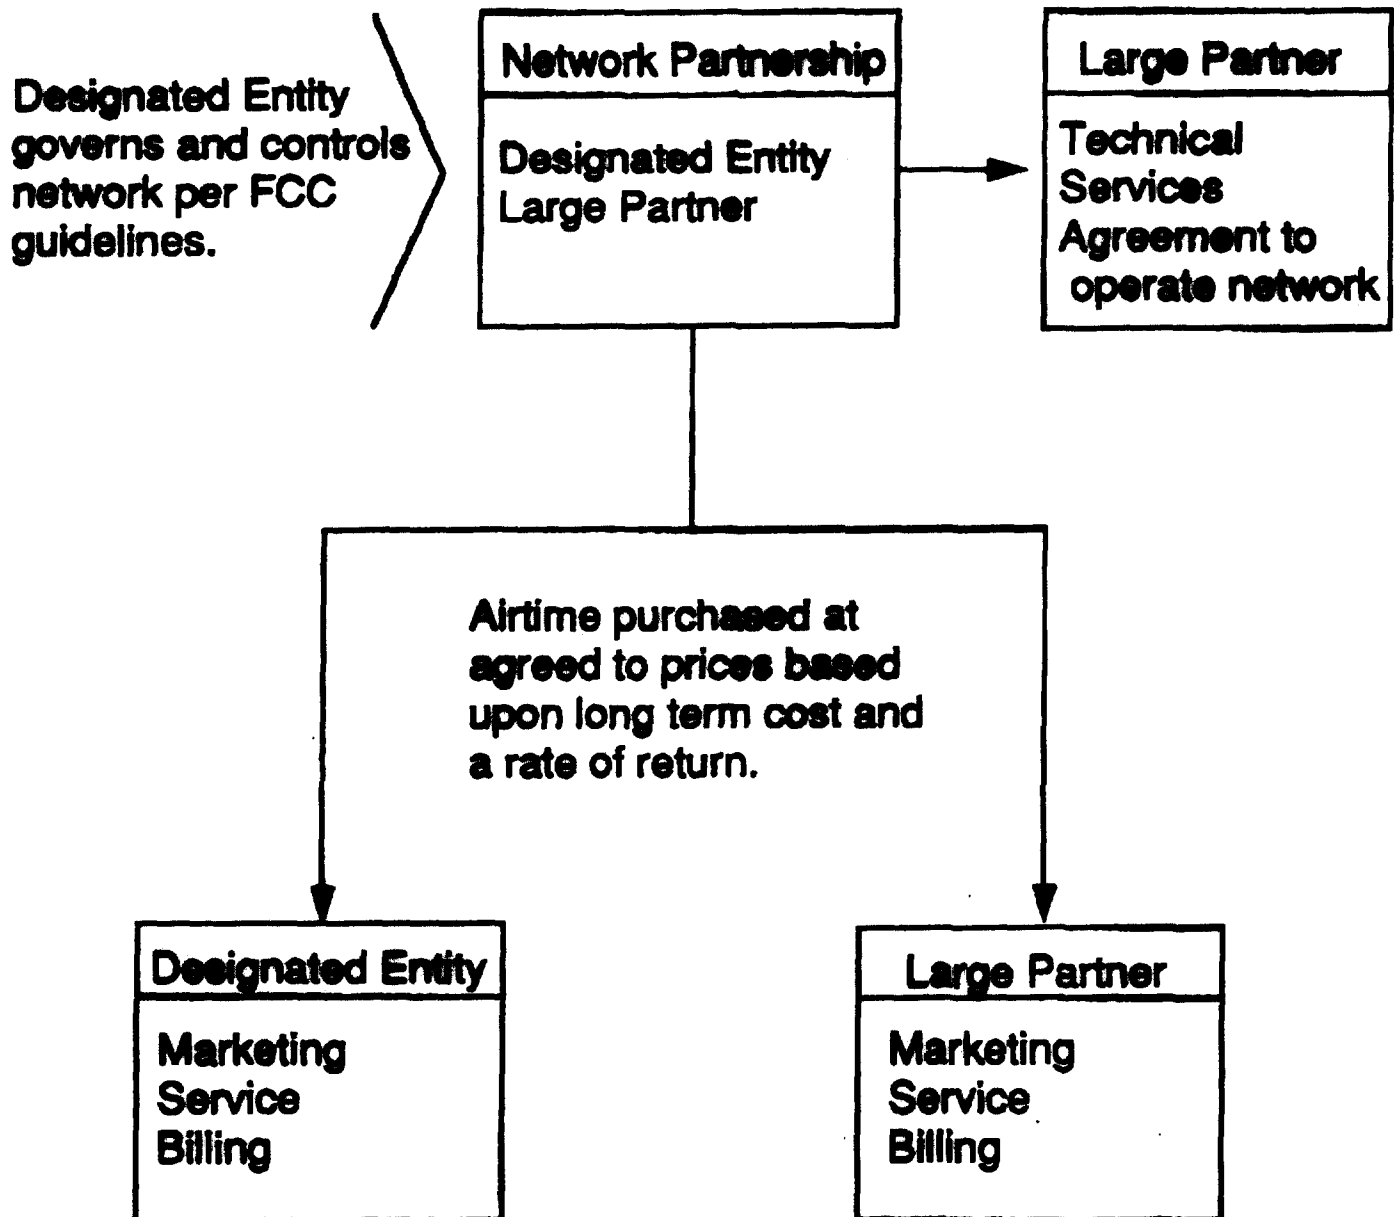 Designated Entity
governs and controls
network per FCC
guidelines.
Network Partnership
Designated Entity
Large Partner
Large Partner
Technical
Services
Agreement to
operate network
Airtime purchased at
agreed to prices based
upon long term cost and
a rate of return.
Designated Entity
Marketing
Service
Billing
Large Partner
Marketing
Service
Billing